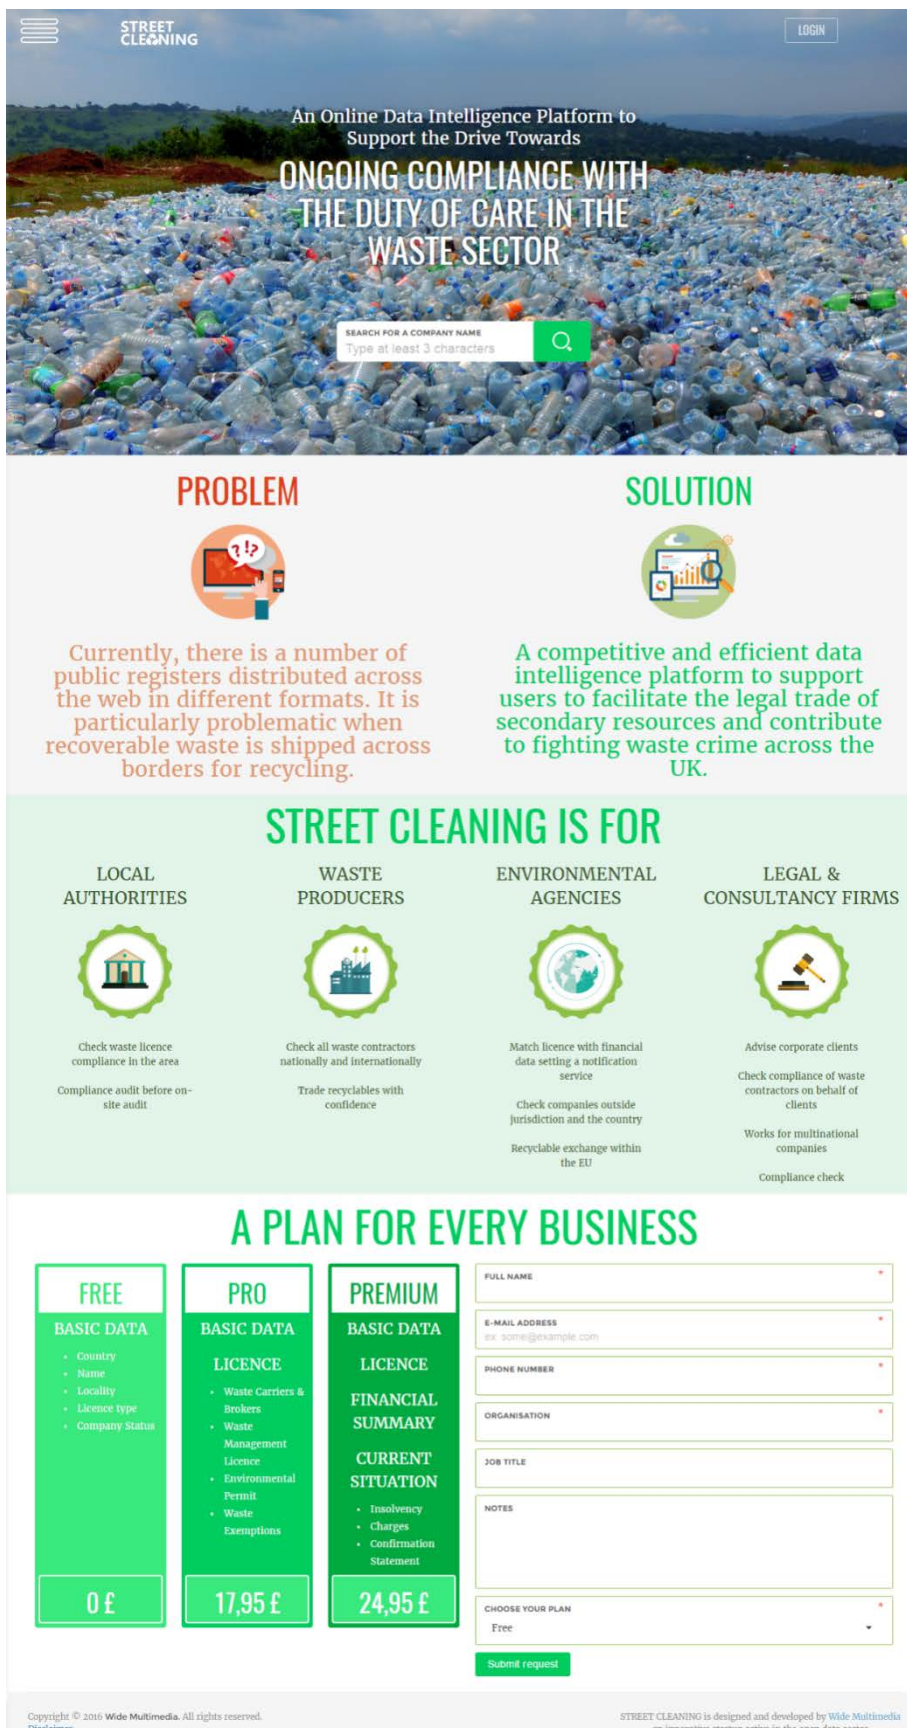 STREET
CLEANING
LOGIN
An Online Data Intelligence Platform to
Support the Drive Towards
ONGOING COMPLIANCE WITH
THE DUTY OF CARE IN THE
WASTE SECTOR
SEARCH FOR A COMPANY NAME
Type at least 3 characters
PROBLEM
?!?
Currently, there is a number of
public registers distributed across
the web in different formats. It is
particularly problematic when
recoverable waste is shipped across
borders for recycling.
SOLUTION
A competitive and efficient data
intelligence platform to support
users to facilitate the legal trade of
secondary resources and contribute
to fighting waste crime across the
UK.
STREET CLEANING IS FOR
LOCAL
AUTHORITIES
Check waste licence
compliance in the area
Compliance audit before on-
site audit
WASTE
PRODUCERS
Check all waste contractors
nationally and internationally
Trade recyclables with
confidence
ENVIRONMENTAL
AGENCIES
Match licence with financial
data setting a notification
service
Check companies outside
jurisdiction and the country
Recyclable exchange within
the EU
LEGAL &
CONSULTANCY FIRMS
Advise corporate clients
Check compliance of waste
contractors on behalf of
clients
Works for multinational
companies
Compliance check
A PLAN FOR EVERY BUSINESS
FREE
BASIC DATA
• Country
• Name
• Locality
• Licence type
• Company Status
0 £
PRO
BASIC DATA
LICENCE
• Waste Carriers &
Brokers
• Waste
Management
Licence
• Environmental
Permit
• Waste
Exemptions
17,95 £
PREMIUM
BASIC DATA
LICENCE
FINANCIAL
SUMMARY
CURRENT
SITUATION
• Insolvency
• Charges
• Confirmation
Statement
24,95 £
FULL NAME *
E-MAIL ADDRESS *
ex: some@example.com
PHONE NUMBER *
ORGANISATION *
JOB TITLE
NOTES
CHOOSE YOUR PLAN *
Free
Submit request
Copyright © 2016 Wide Multimedia. All rights reserved.
Disclaimer
STREET CLEANING is designed and developed by Wide Multimedia
an innovative startup active in the open data sector